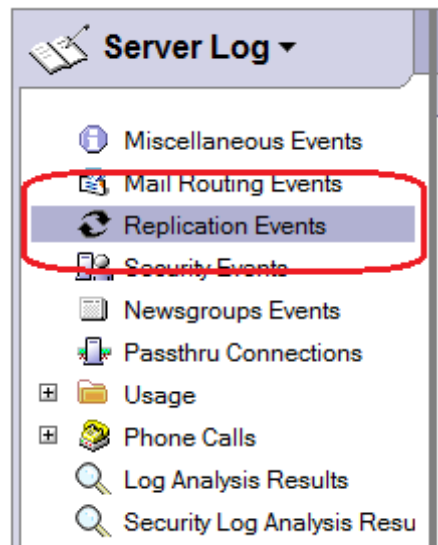 Server Log
Miscellaneous Events
Mail Routing Events
Replication Events
Security Events
Newsgroups Events
Passthru Connections
Usage
Phone Calls
Log Analysis Results
Security Log Analysis Resu